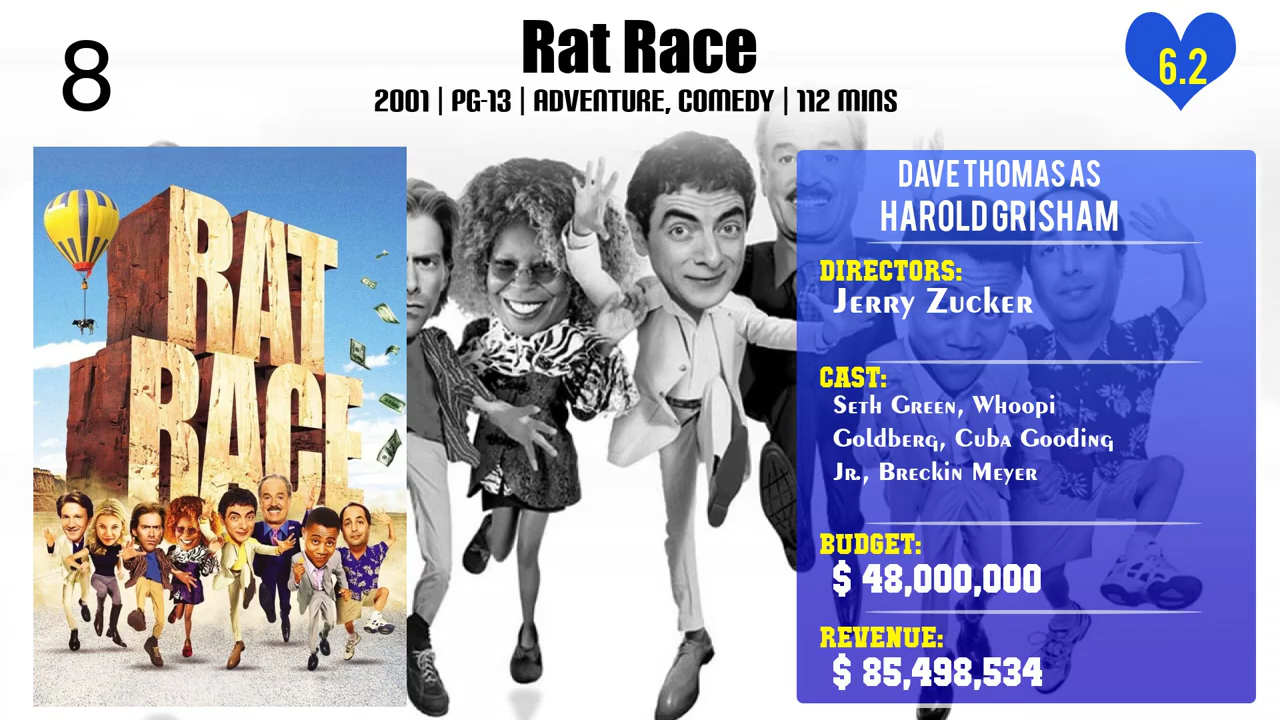 8
Rat Race
2001 | PG-13 | ADVENTURE, COMEDY | 112 MINS
6.2
RAT
RACE
DAVE THOMAS AS
HAROLD GRISHAM
DIRECTORS:
Jerry Zucker
CAST:
Seth Green, Whoopi
Goldberg, Cuba Gooding
Jr., Breckin Meyer
BUDGET:
$ 48,000,000
REVENUE:
$ 85,498,534